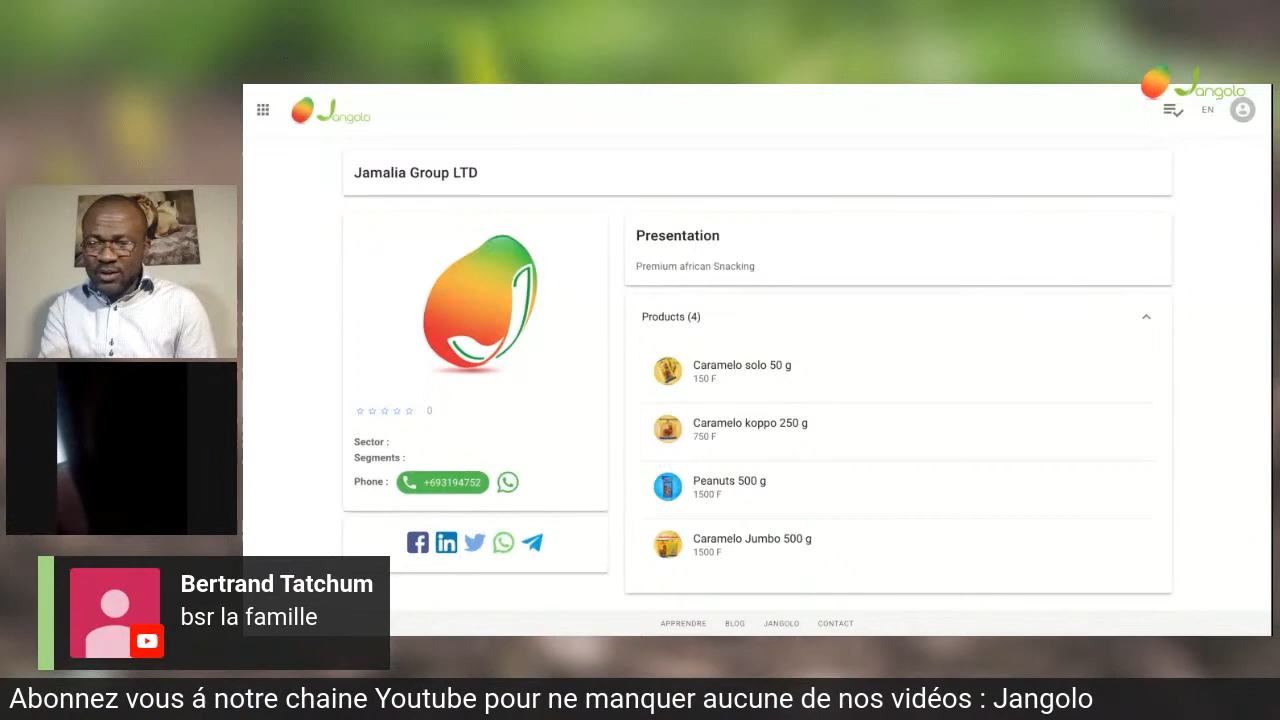 Jangolo
Jangolo
EN
Jamalia Group LTD
Presentation
Premium african Snacking
Products (4)
Caramelo solo 50 g
150 F
Caramelo koppo 250 g
750 F
Peanuts 500 g
1500 F
Caramelo Jumbo 500 g
1500 F
0
Sector :
Segments :
Phone : +693194752
APPRENDRE BLOG JANGOLO CONTACT
Bertrand Tatchum
bsr la famille
Abonnez vous á notre chaine Youtube pour ne manquer aucune de nos vidéos : Jangolo